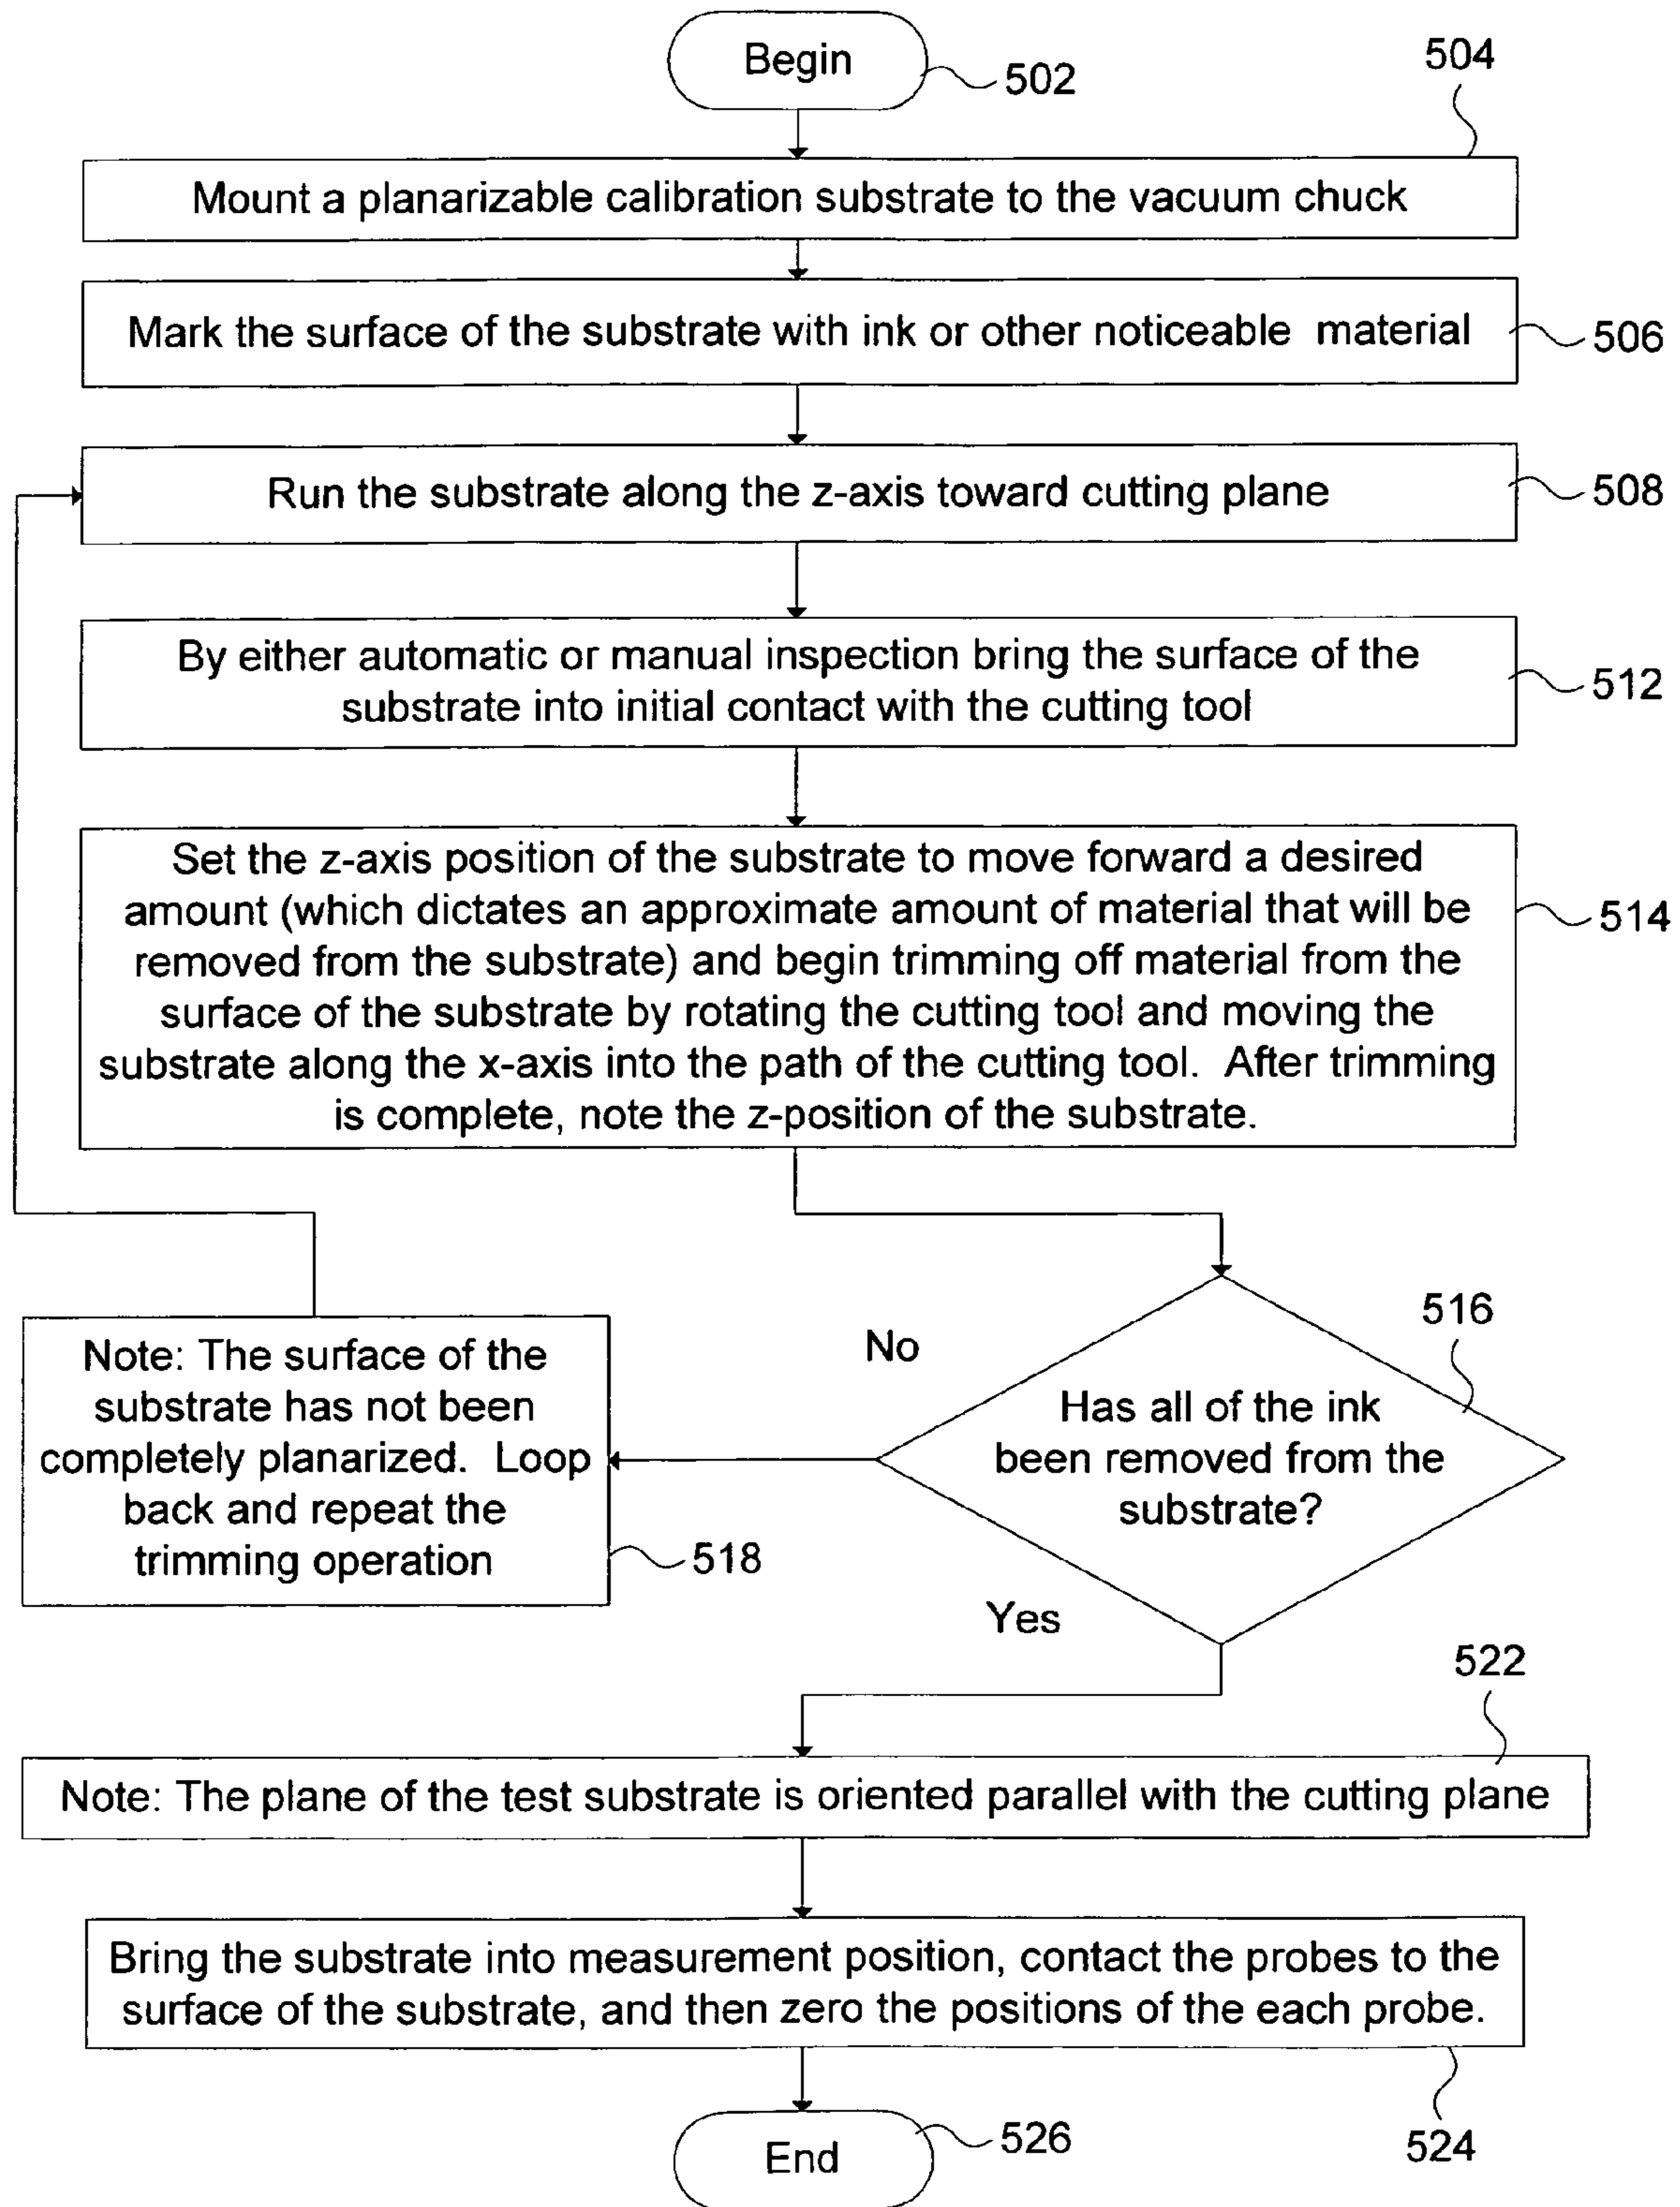 Begin
502
504
Mount a planarizable calibration substrate to the vacuum chuck
Mark the surface of the substrate with ink or other noticeable material
506
Run the substrate along the z-axis toward cutting plane
508
By either automatic or manual inspection bring the surface of the
substrate into initial contact with the cutting tool
512
Set the z-axis position of the substrate to move forward a desired
amount (which dictates an approximate amount of material that will be
removed from the substrate) and begin trimming off material from the
surface of the substrate by rotating the cutting tool and moving the
substrate along the x-axis into the path of the cutting tool. After trimming
is complete, note the z-position of the substrate.
514
516
Has all of the ink
been removed from the
substrate?
No
Note: The surface of the
substrate has not been
completely planarized. Loop
back and repeat the
trimming operation
518
Yes
522
Note: The plane of the test substrate is oriented parallel with the cutting plane
Bring the substrate into measurement position, contact the probes to the
surface of the substrate, and then zero the positions of the each probe.
524
End
526